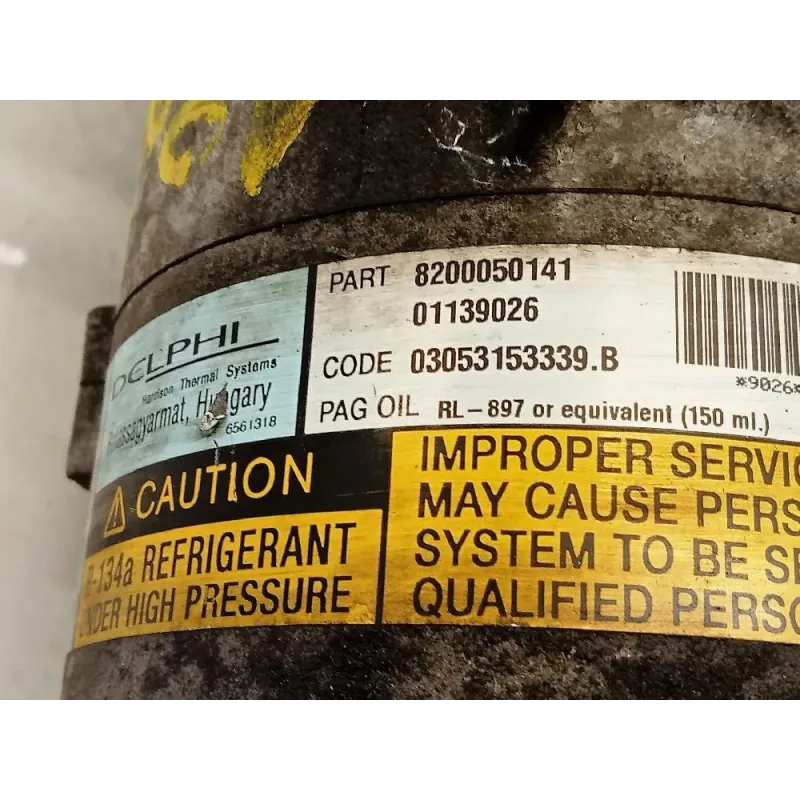 DELPHI
Harrison Thermal Systems
6561318
PART 8200050141
01139026
CODE 03053153339.B
PAG OIL RL-897 or equivalent (150 ml.)
*9026*
⚠ CAUTION
R-134a REFRIGERANT
UNDER HIGH PRESSURE
IMPROPER SERVIC
MAY CAUSE PERS
SYSTEM TO BE SE
QUALIFIED PERSO